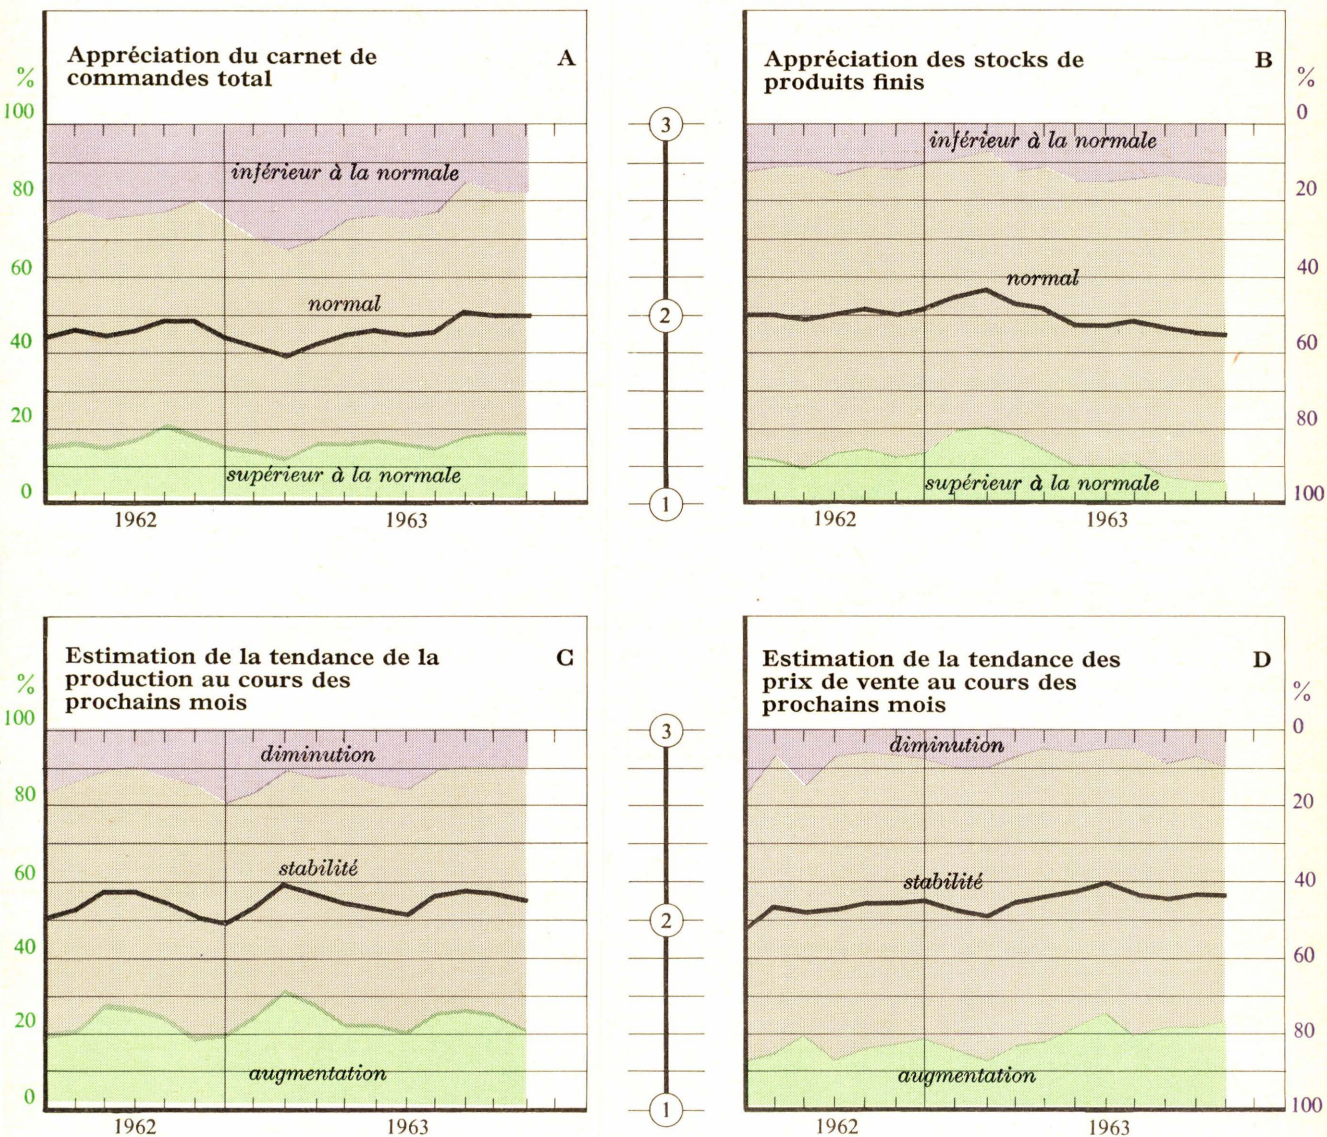 Appréciation du carnet de
commandes total
A
%
100
80
60
40
20
0
inférieur à la normale
normal
supérieur à la normale
1962
1963
3
2
1
Appréciation des stocks de
produits finis
B
%
0
20
40
60
80
100
inférieur à la normale
normal
supérieur à la normale
1962
1963
Estimation de la tendance de la
production au cours des
prochains mois
C
%
100
80
60
40
20
0
diminution
stabilité
augmentation
1962
1963
3
2
1
Estimation de la tendance des
prix de vente au cours des
prochains mois
D
%
0
20
40
60
80
100
diminution
stabilité
augmentation
1962
1963